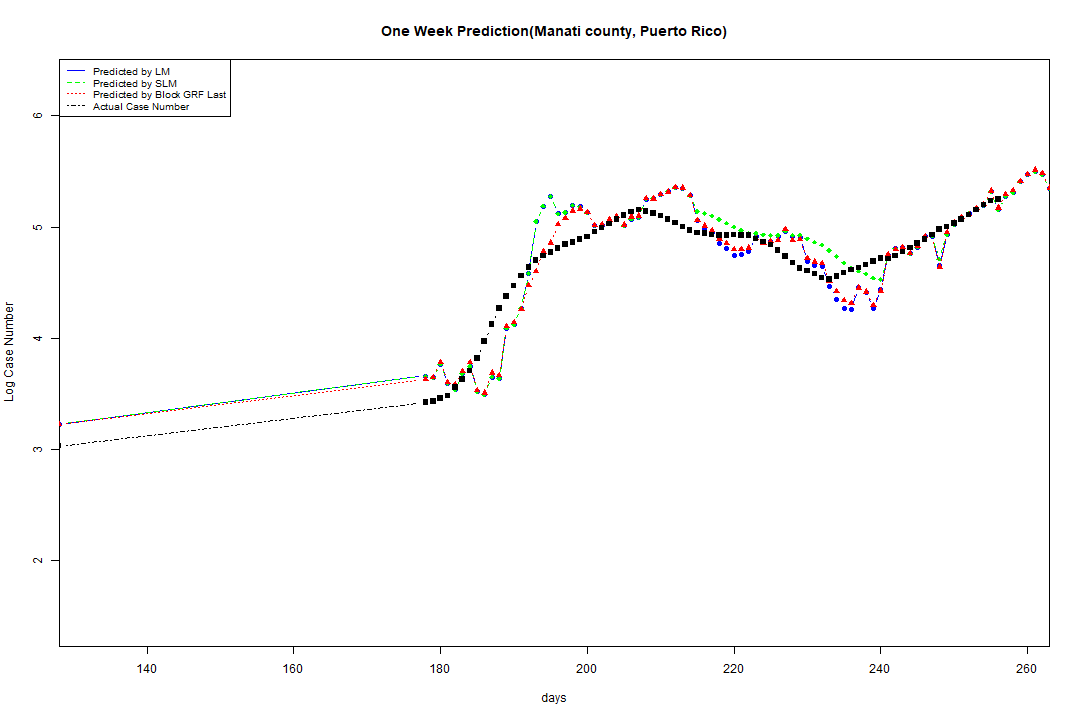 One Week Prediction(Manati county, Puerto Rico)
Predicted by LM
Predicted by SLM
Predicted by Block GRF Last
Actual Case Number
Log Case Number
6
5
4
3
2
140 160 180 200 220 240 260
days